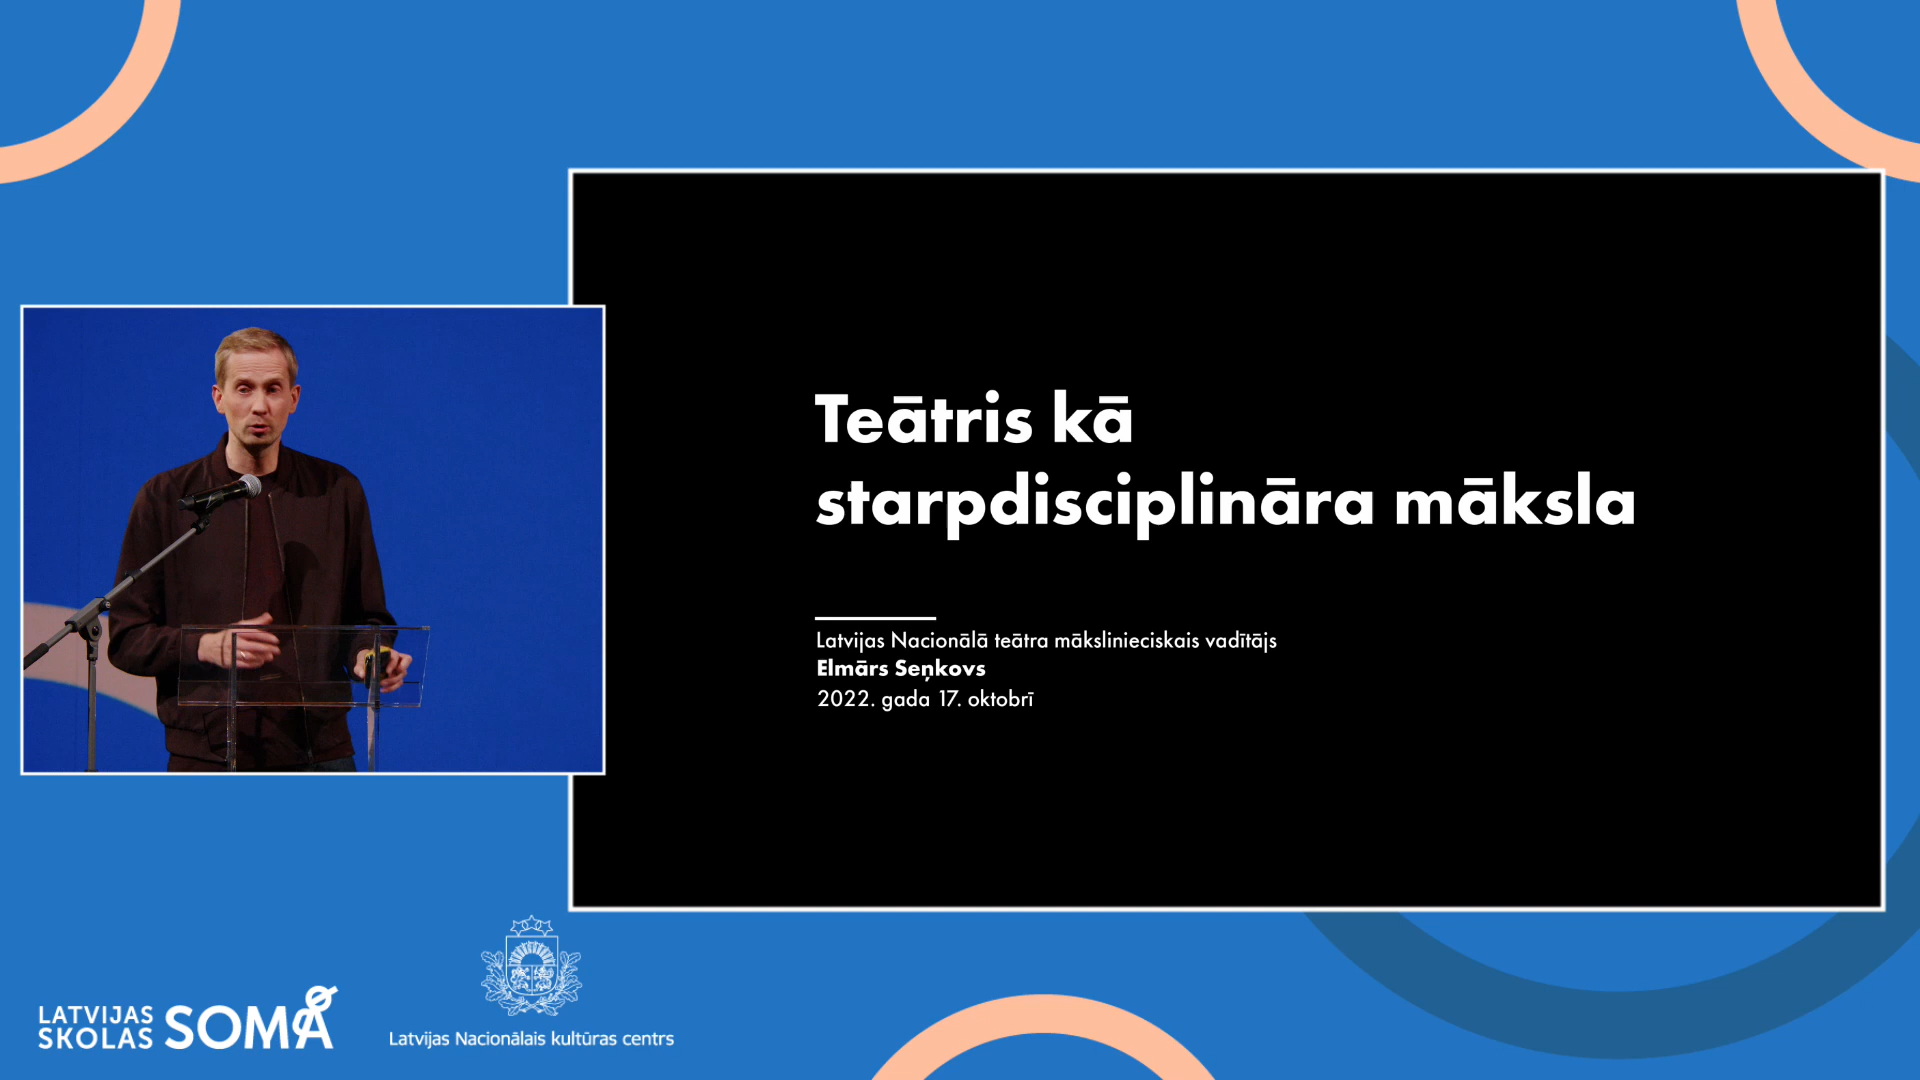 Teātris kā
starpdisciplināra māksla
Latvijas Nacionālā teātra mākslinieciskais vadītājs
Elmārs Seņkovs
2022. gada 17. oktobrī
LATVIJAS
SKOLAS SOMA
Latvijas Nacionālais kultūras centrs